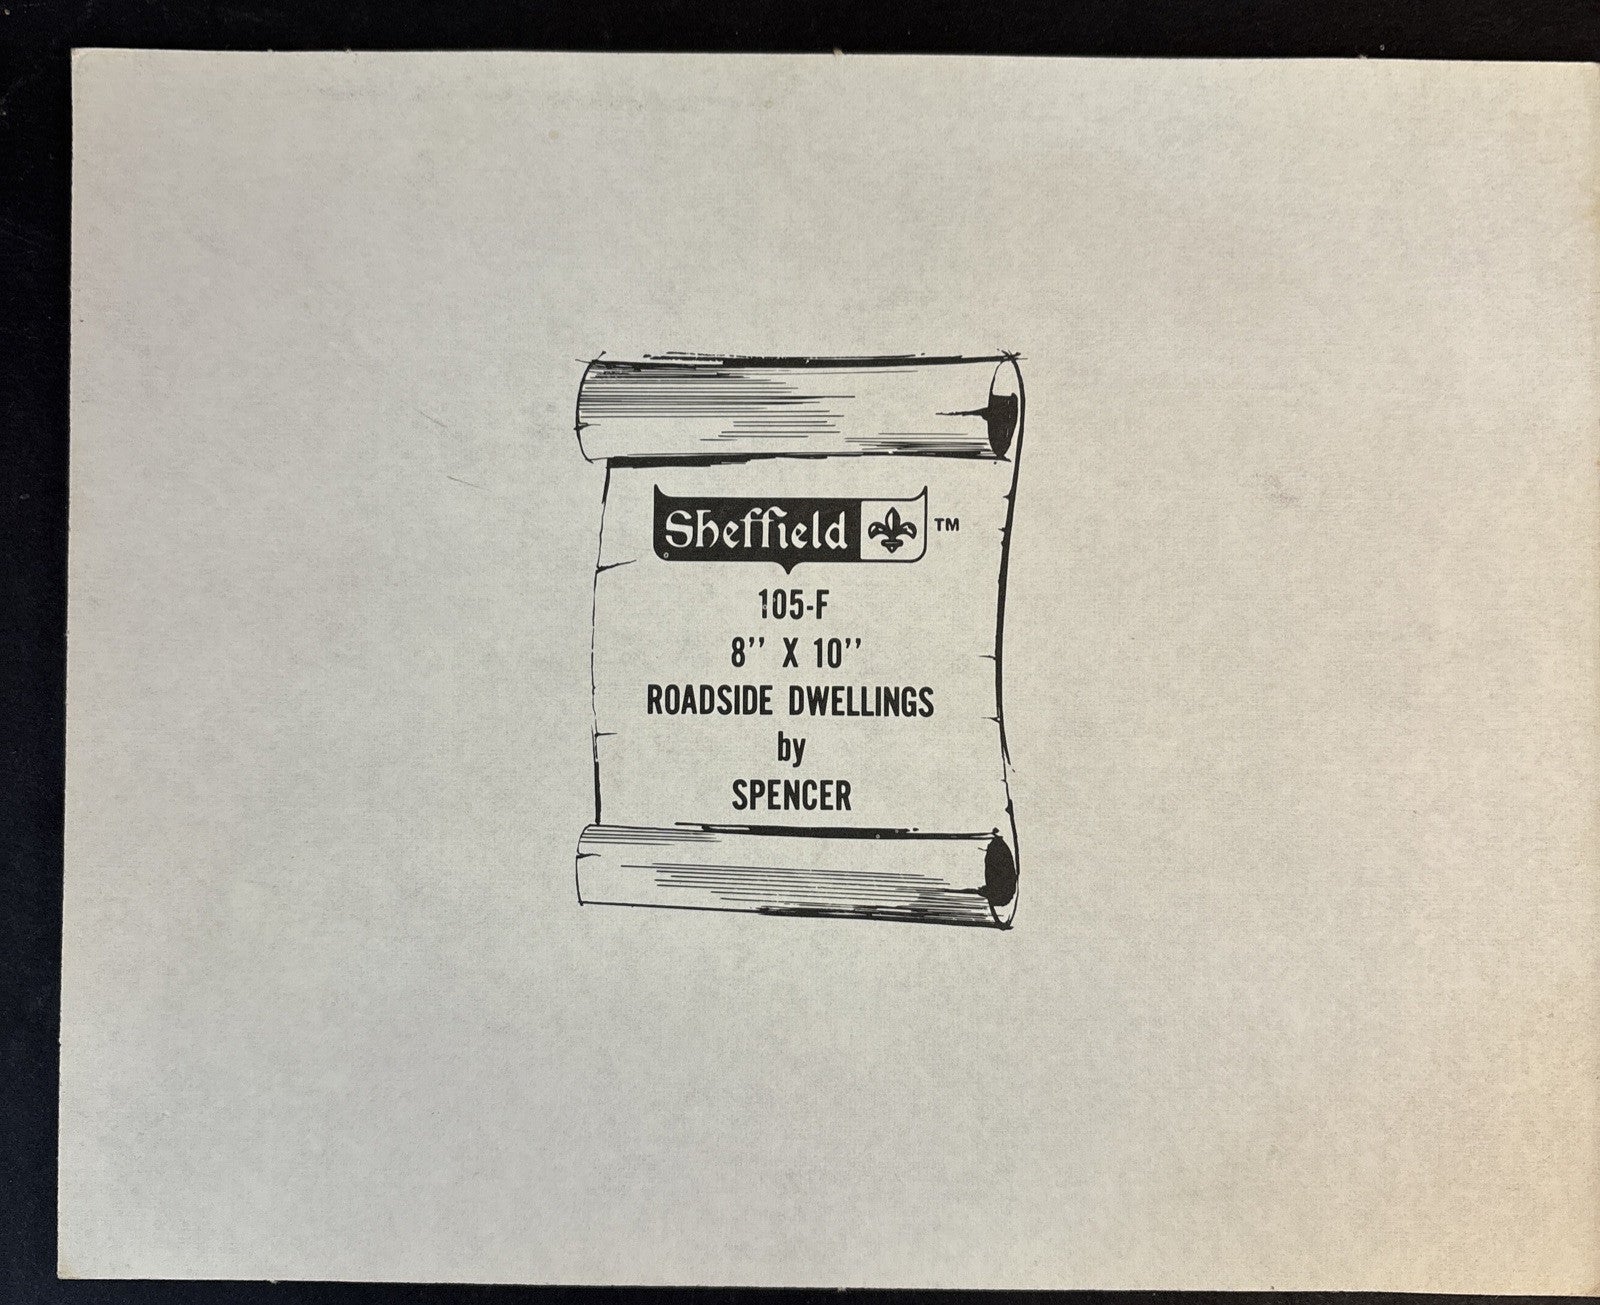 Sheffield TM
105-F
8'' X 10''
ROADSIDE DWELLINGS
by
SPENCER